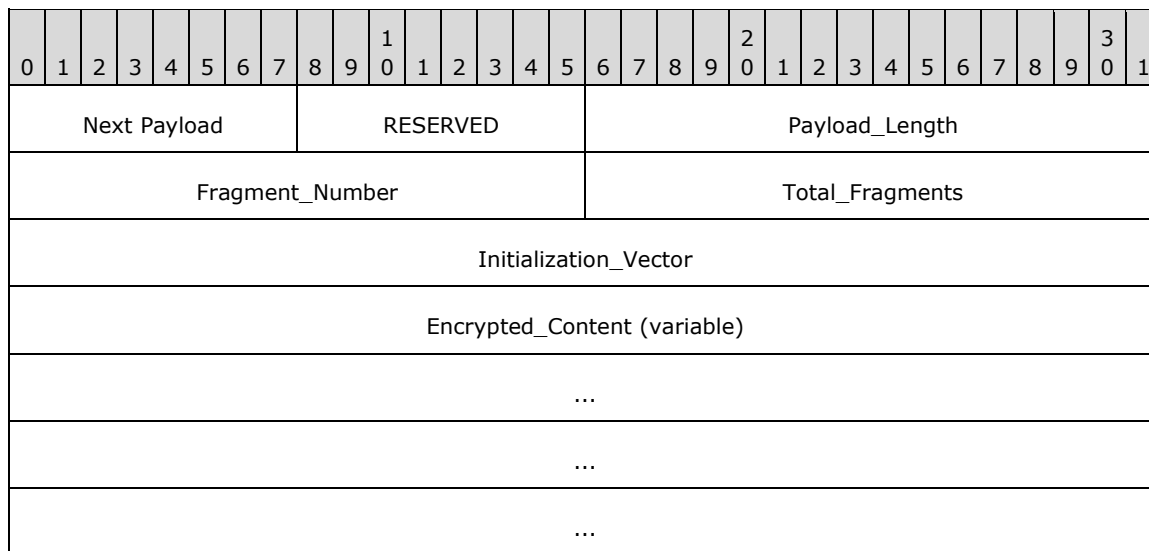 1 2 3
0 1 2 3 4 5 6 7 8 9 0 1 2 3 4 5 6 7 8 9 0 1 2 3 4 5 6 7 8 9 0 1
Next Payload RESERVED Payload_Length
Fragment_Number Total_Fragments
Initialization_Vector
Encrypted_Content (variable)
...
...
...